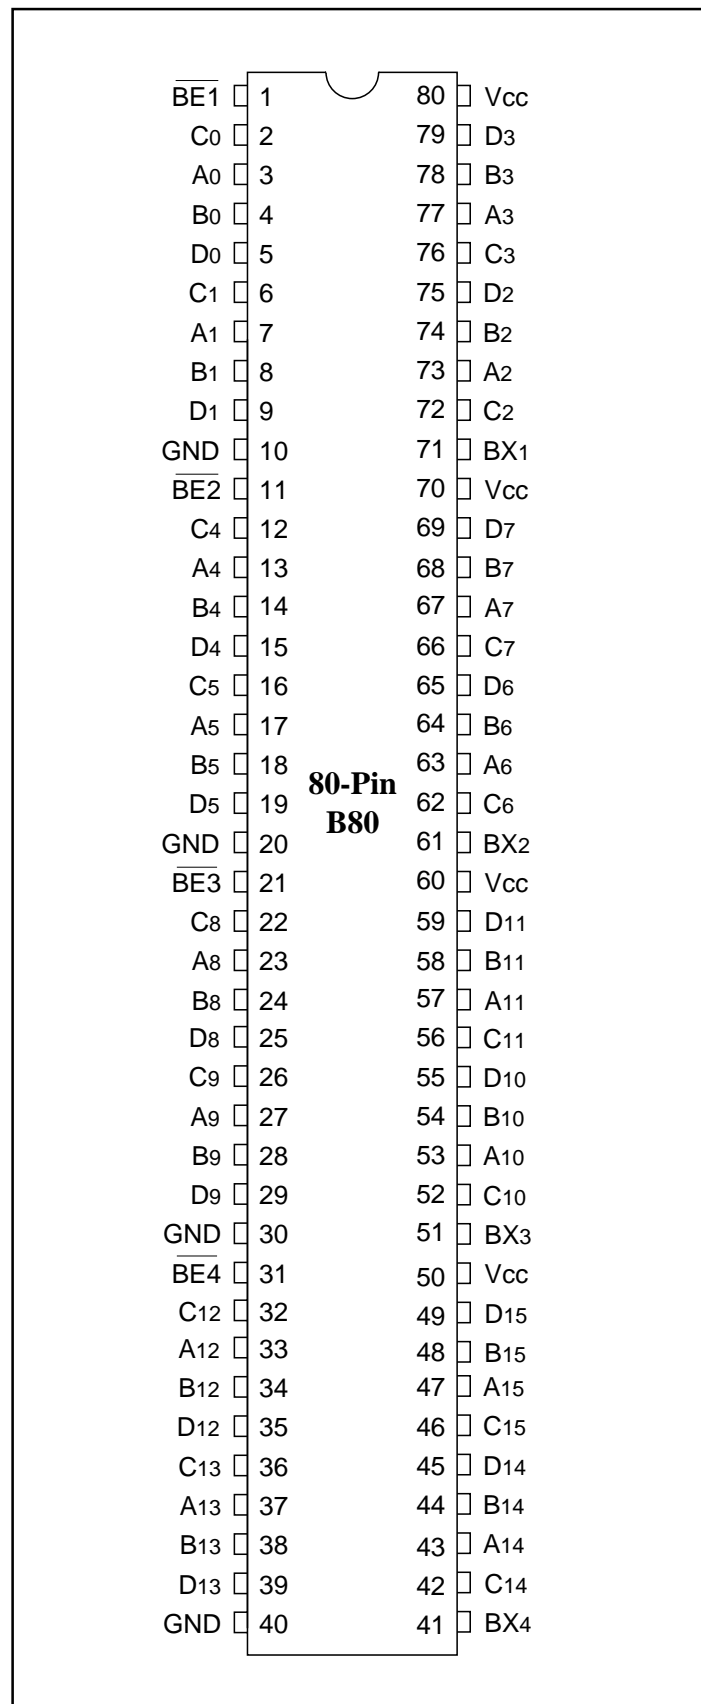 BE1 1 80 Vcc
C0 2 79 D3
A0 3 78 B3
B0 4 77 A3
D0 5 76 C3
C1 6 75 D2
A1 7 74 B2
B1 8 73 A2
D1 9 72 C2
GND 10 71 BX1
BE2 11 70 Vcc
C4 12 69 D7
A4 13 68 B7
B4 14 67 A7
D4 15 66 C7
C5 16 65 D6
A5 17 64 B6
B5 18 63 A6
80-Pin
D5 19 62 C6
B80
GND 20 61 BX2
BE3 21 60 Vcc
C8 22 59 D11
A8 23 58 B11
B8 24 57 A11
D8 25 56 C11
C9 26 55 D10
A9 27 54 B10
B9 28 53 A10
D9 29 52 C10
GND 30 51 BX3
BE4 31 50 Vcc
C12 32 49 D15
A12 33 48 B15
B12 34 47 A15
D12 35 46 C15
C13 36 45 D14
A13 37 44 B14
B13 38 43 A14
D13 39 42 C14
GND 40 41 BX4